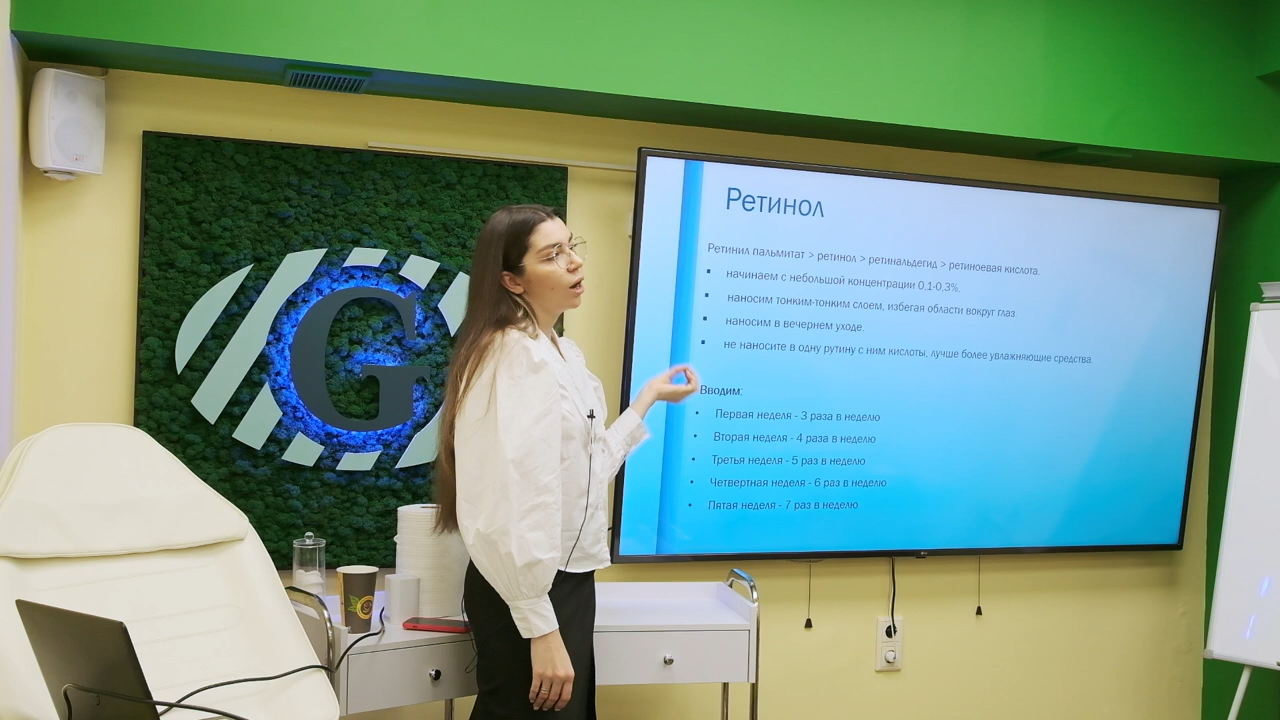 G
Ретинол
Ретинил пальмитат > ретинол > ретинальдегид > ретиноевая кислота.
▪ начинаем с небольшой концентрации 0,1-0,3%.
▪ наносим тонким-тонким слоем, избегая области вокруг глаз
▪ наносим в вечернем уходе.
▪ не наносите в одну рутину с ним кислоты, лучше более увлажняющие средства.
Вводим:
• Первая неделя - 3 раза в неделю
• Вторая неделя - 4 раза в неделю
• Третья неделя - 5 раз в неделю
• Четвертная неделя - 6 раз в неделю
• Пятая неделя - 7 раз в неделю